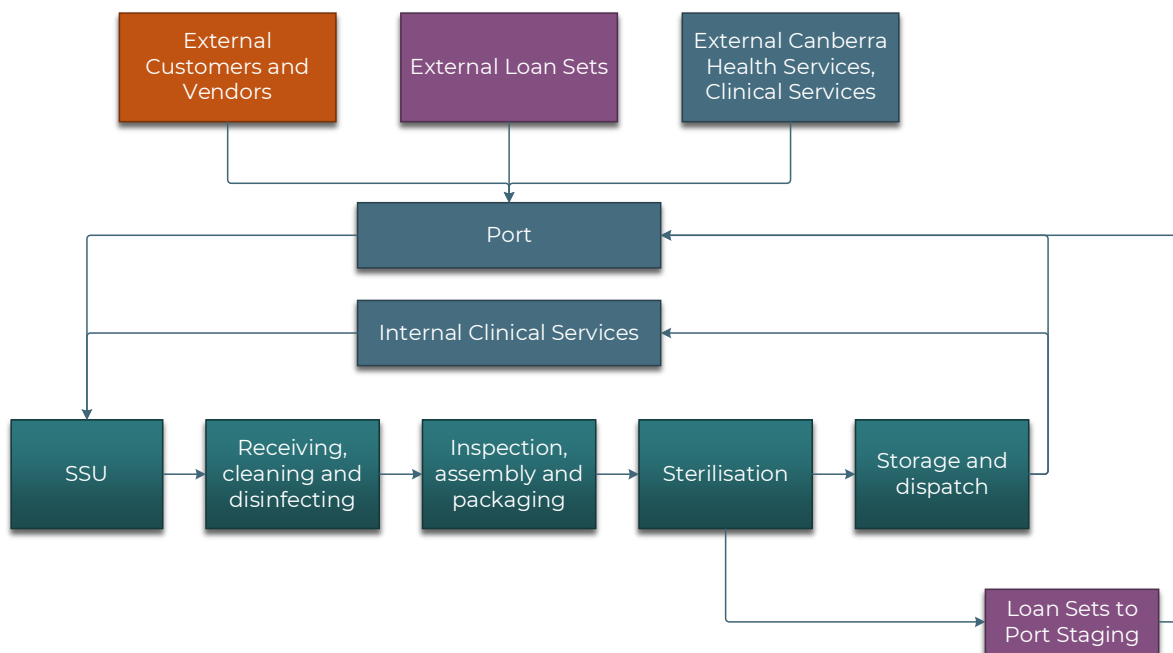 External
Customers and
Vendors
External Loan Sets
External Canberra
Health Services,
Clinical Services
Port
Internal Clinical Services
SSU
Receiving,
cleaning and
disinfecting
Inspection,
assembly and
packaging
Sterilisation
Storage and
dispatch
Loan Sets to
Port Staging